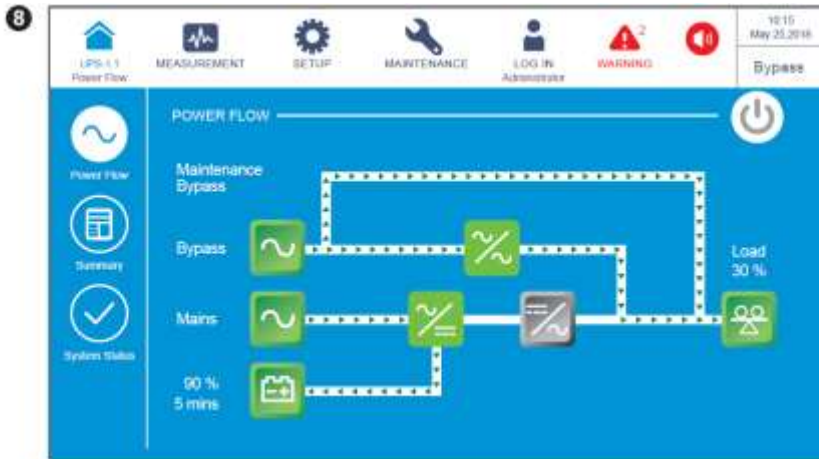 8
UPS-1.1
Power Flow
MEASUREMENT
SETUP
MAINTENANCE
LOG IN
Administrator
2
WARNING
10:15
May 25,2016
Bypass
POWER FLOW
Power Flow
Summary
System Status
Maintenance
Bypass
Bypass
Mains
90 %
5 mins
Load
30 %